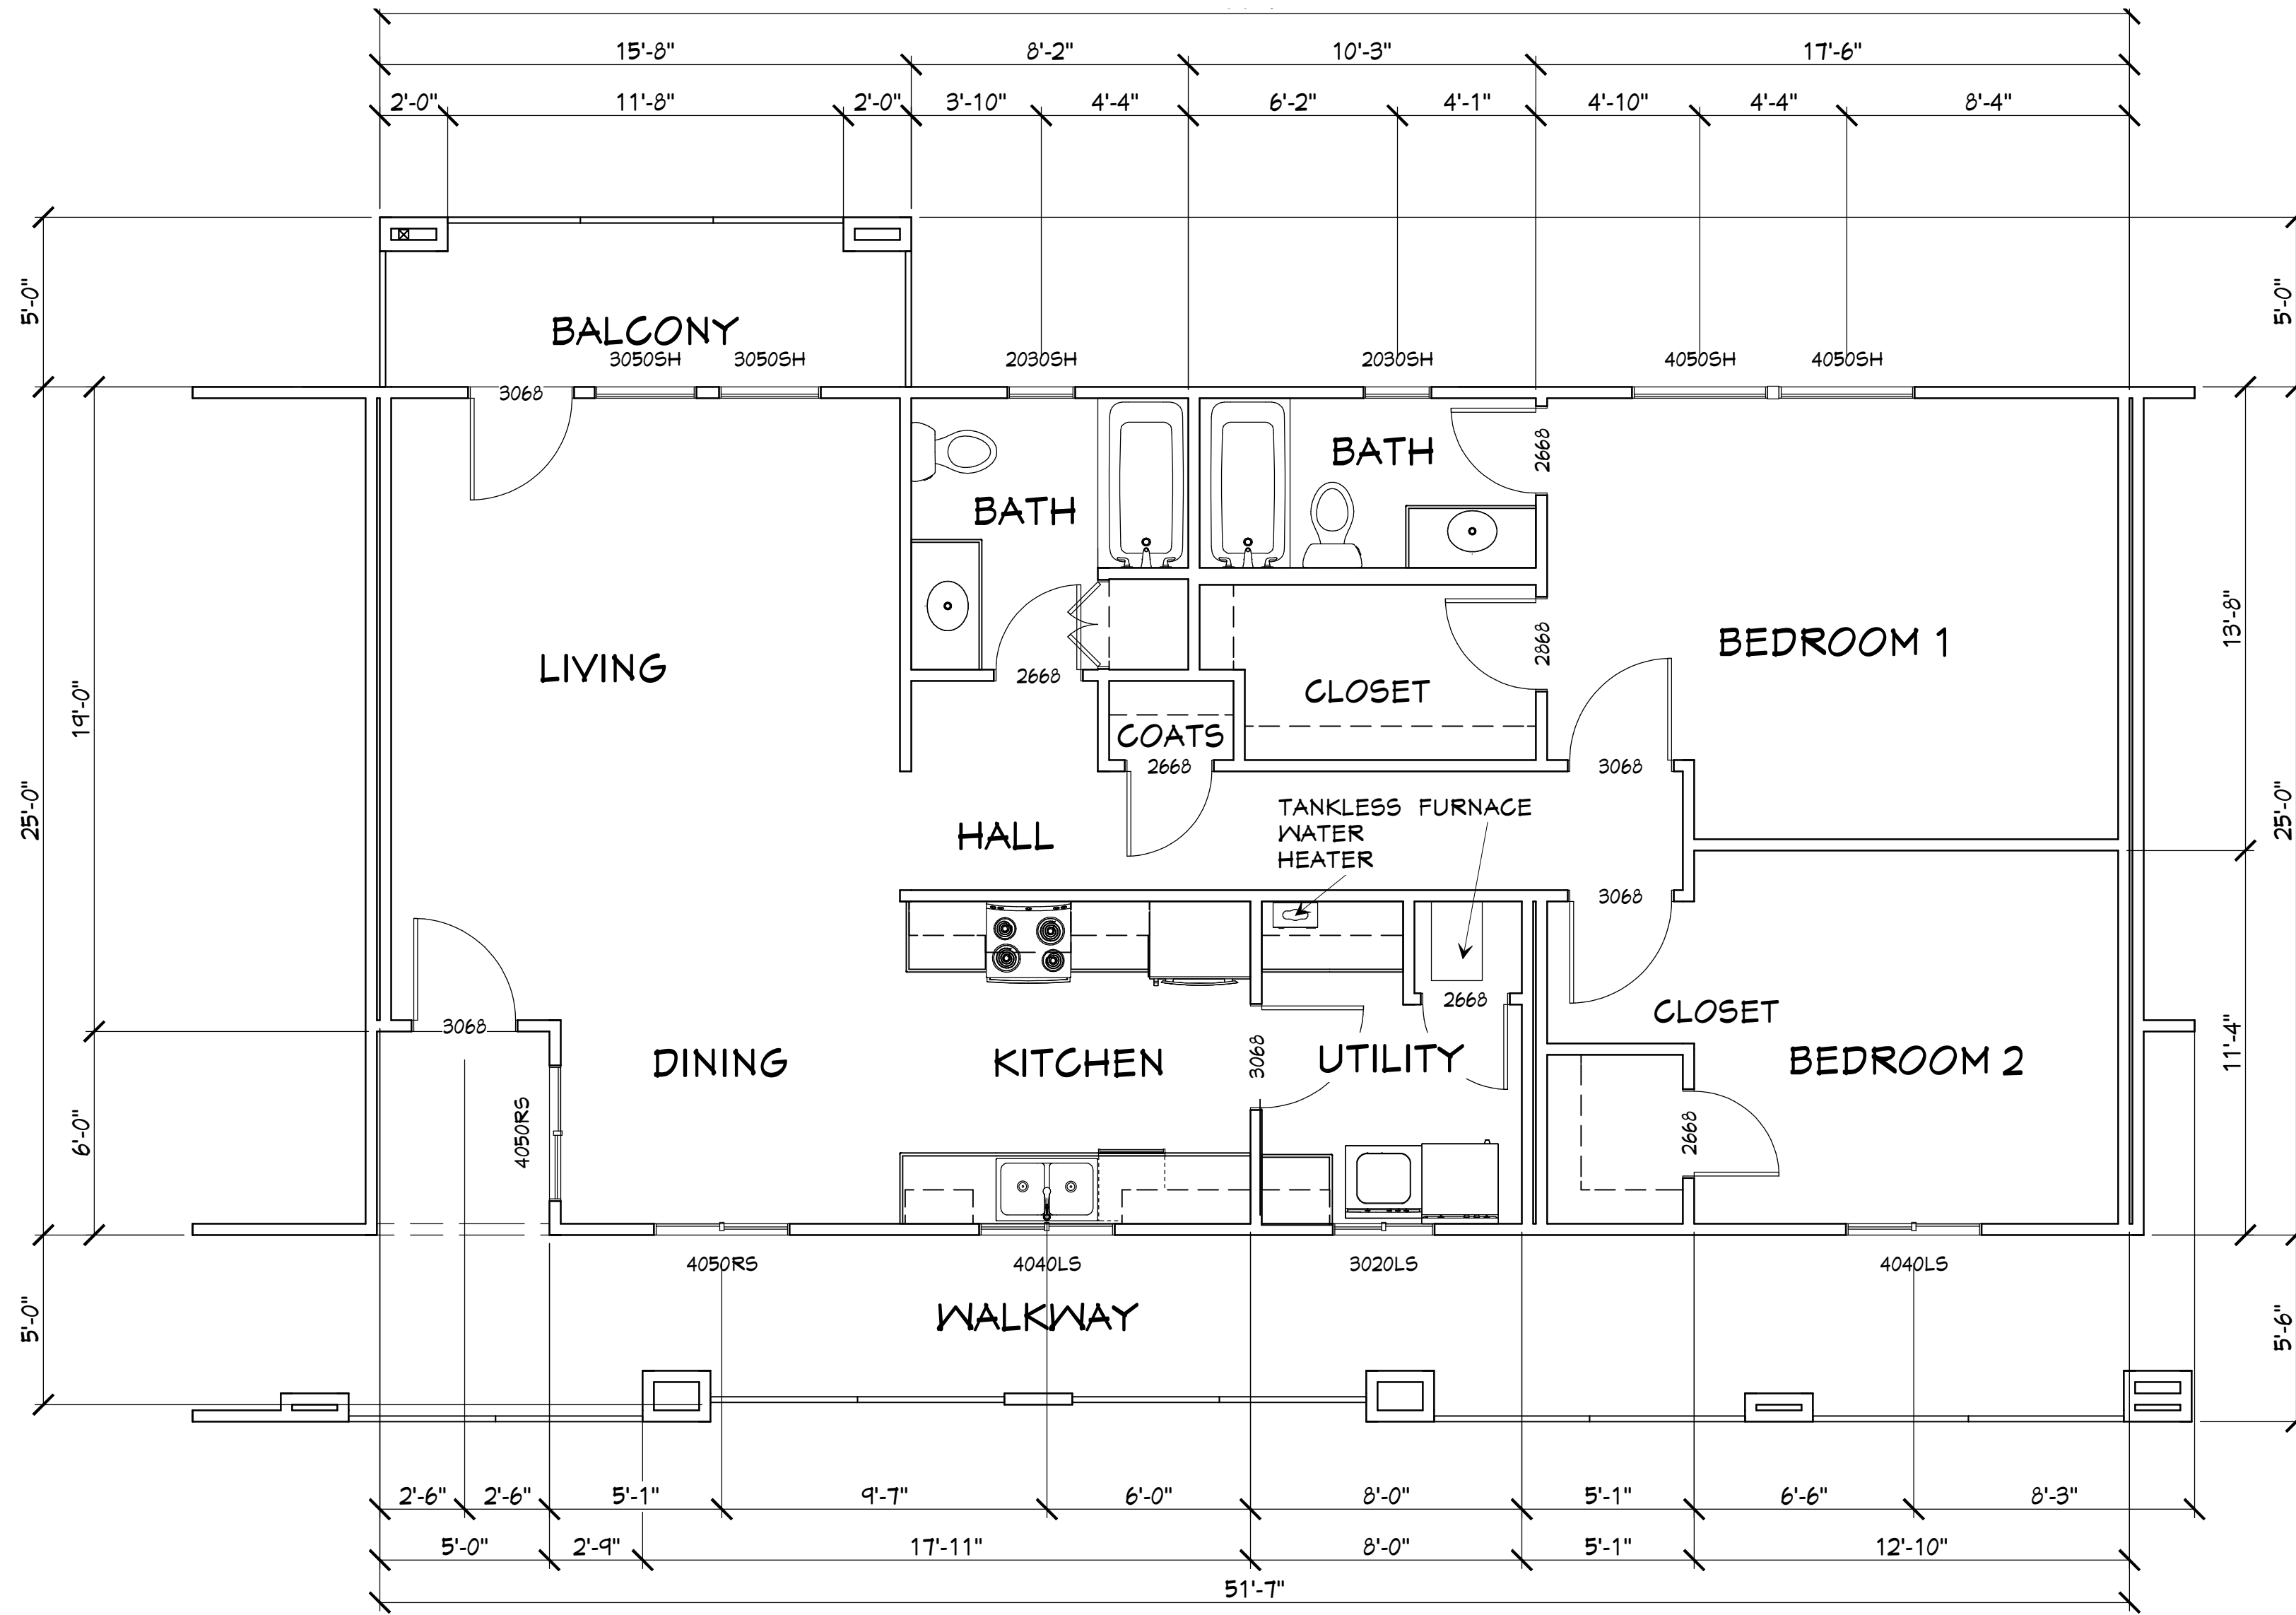 15'-8" 8'-2" 10'-3" 17'-6"
2'-0" 11'-8" 2'-0" 3'-10" 4'-4" 6'-2" 4'-1" 4'-10" 4'-4" 8'-4"
5'-0"
5'-0"
BALCONY
3050SH 3050SH 2030SH 2030SH 4050SH 4050SH
3068
2668
BATH
BATH
13'-8"
LIVING
2868
BEDROOM 1
2668
CLOSET
19'-0"
COATS
2668
3068
25'-0"
25'-0"
HALL
TANKLESS FURNACE
WATER
HEATER
3068
2668
CLOSET
3068
DINING
KITCHEN
3068
UTILITY
BEDROOM 2
11'-4"
6'-0"
4050RS
2668
4050RS 4040LS 3020LS 4040LS
WALKWAY
5'-0"
5'-6"
2'-6" 2'-6" 5'-1" 9'-7" 6'-0" 8'-0" 5'-1" 6'-6" 8'-3"
5'-0" 2'-9" 17'-11" 8'-0" 5'-1" 12'-10"
51'-7"